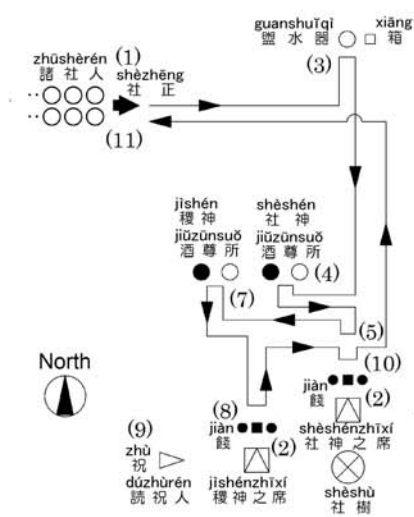 guanshuǐqì xiāng
盥水器 箱
(3)
zhūshèrén (1)
諸社人
shèzhēng
社正
(11)
jìshén
稷神
jiǔzūnsuǒ
酒尊所
(7)
shèshén
社神
jiǔzūnsuǒ
酒尊所
(4)
(5)
(10)
North
jiàn
餞
(2)
shèshénzhīxí
社神之席
shèshù
社樹
(8)
jiàn
餞
(2)
jìshénzhīxí
稷神之席
(9)
zhù
祝
dúzhùrén
読祝人